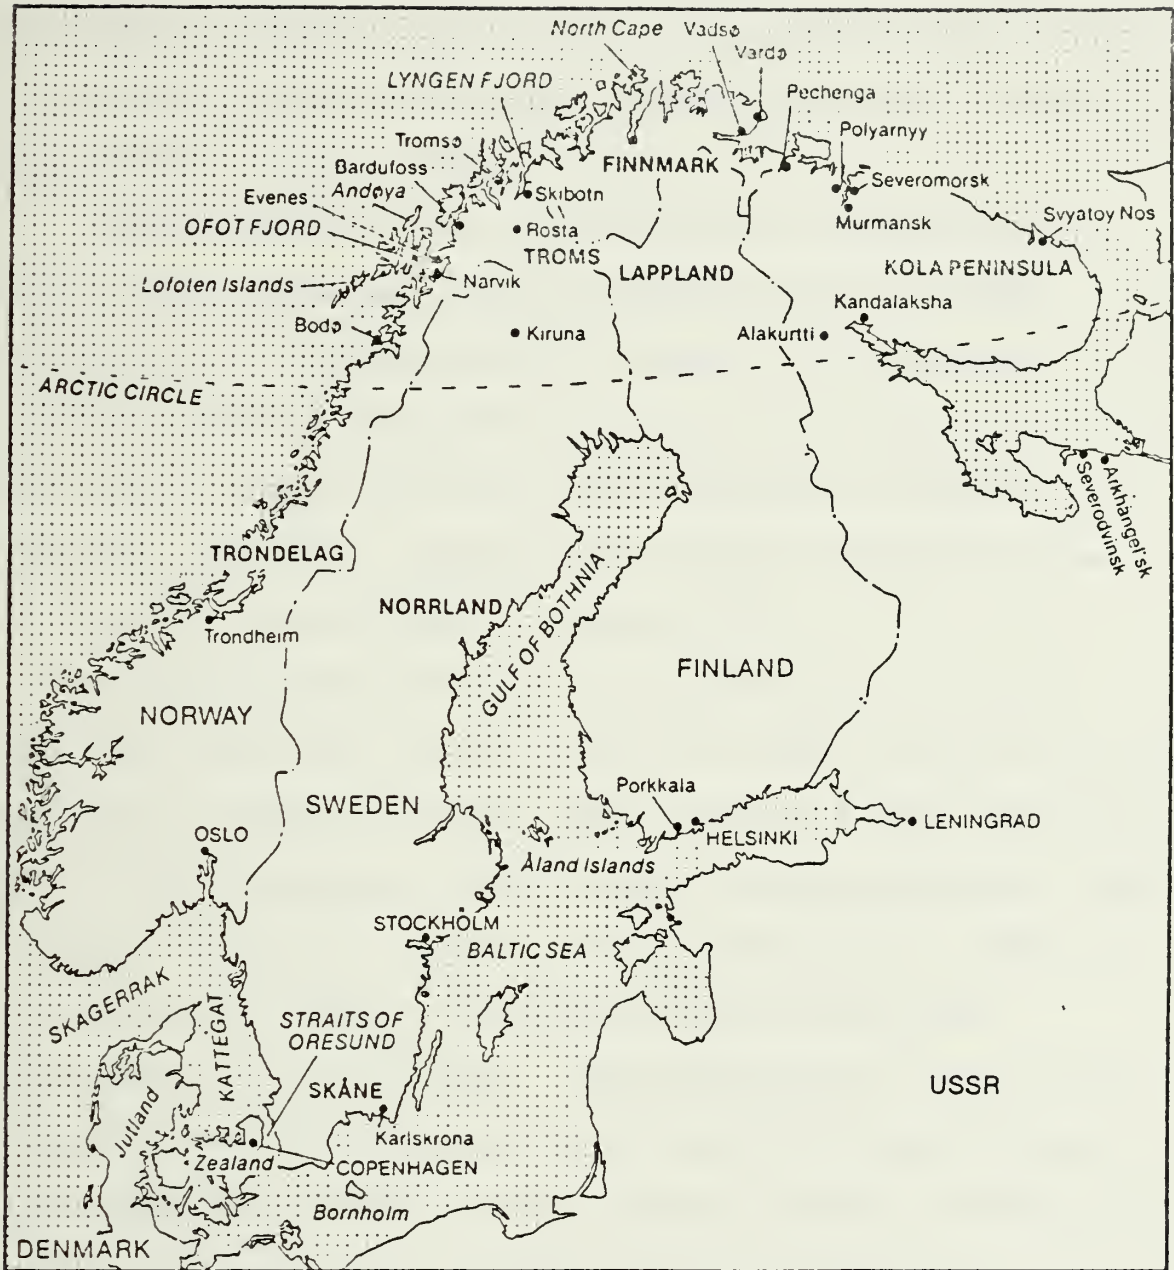 North Cape
Vadsø
Vardø
LYNGEN FJORD
Pechenga
Polyarnyy
Tromsø
Bardufoss
FINNMARK
Severomorsk
Andøya
Evenes
Skibotn
Svyatoy Nos
OFOT FJORD
Rosta
Murmansk
TROMS
LAPPLAND
KOLA PENINSULA
Lofoten Islands
Narvik
Kandalaksha
Bodø
Kiruna
Alakurtti
ARCTIC CIRCLE
Severodvinsk
Arkhangel'sk
TRONDELAG
NORRLAND
GULF OF BOTHNIA
Trondheim
FINLAND
NORWAY
Porkkala
SWEDEN
OSLO
HELSINKI
LENINGRAD
Åland Islands
STOCKHOLM
BALTIC SEA
SKAGERRAK
KATTEGAT
STRAITS OF
ORESUND
SKÅNE
USSR
Jutland
Karlskrona
Zealand
COPENHAGEN
Bornholm
DENMARK